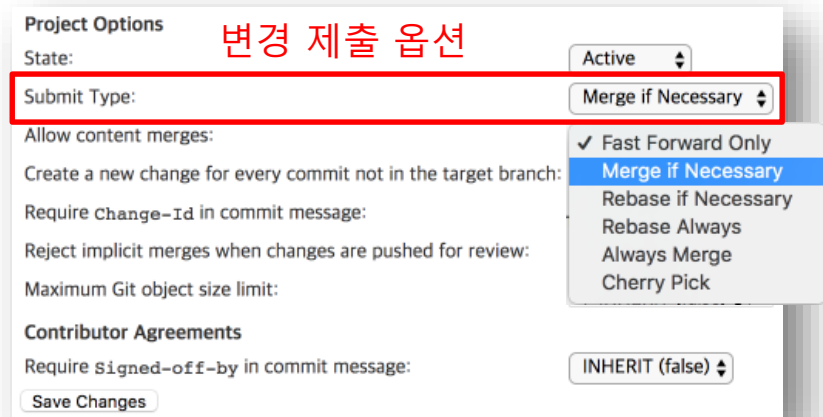 Project Options
변경 제출 옵션
State: Active
Submit Type: Merge if Necessary
Allow content merges:
✓ Fast Forward Only
Create a new change for every commit not in the target branch:
Merge if Necessary
Rebase if Necessary
Require Change-Id in commit message:
Rebase Always
Reject implicit merges when changes are pushed for review:
Always Merge
Maximum Git object size limit:
Cherry Pick
Contributor Agreements
Require Signed-off-by in commit message: INHERIT (false)
Save Changes